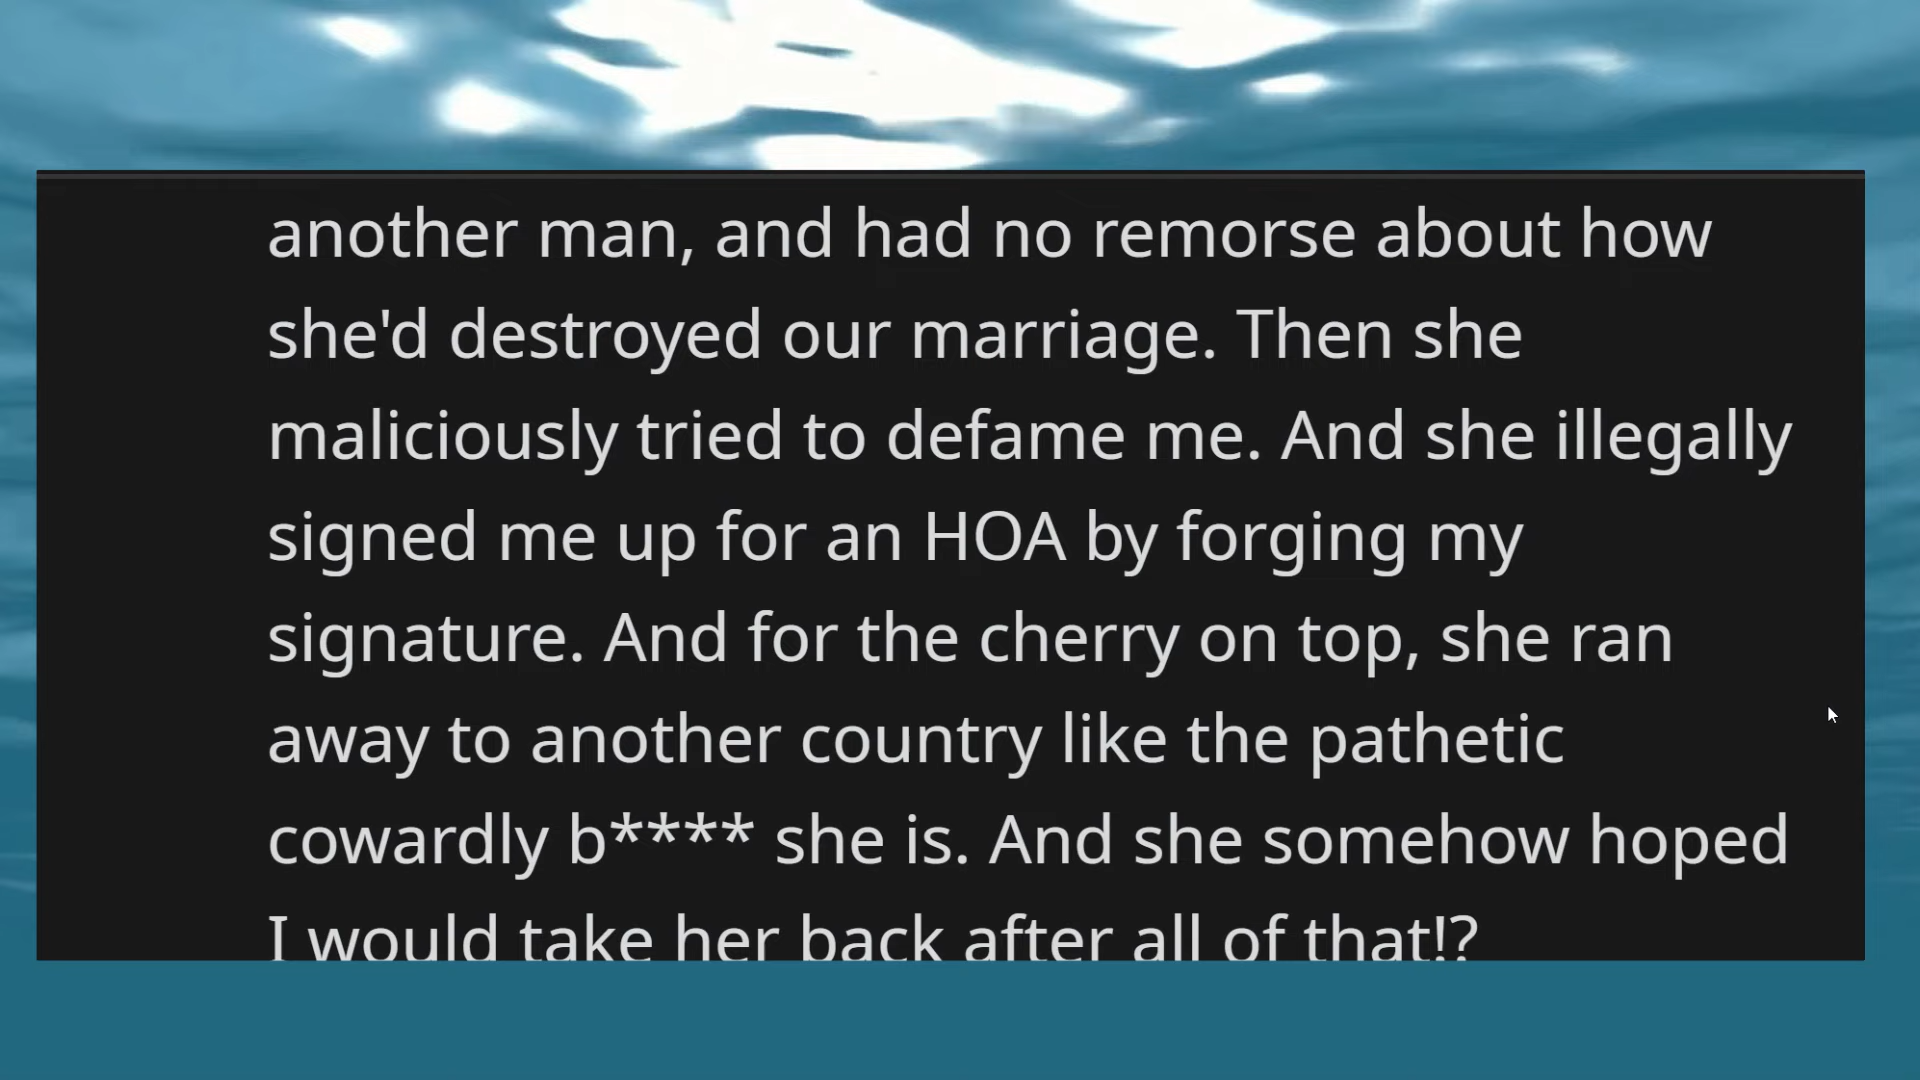 another man, and had no remorse about how
she'd destroyed our marriage. Then she
maliciously tried to defame me. And she illegally
signed me up for an HOA by forging my
signature. And for the cherry on top, she ran
away to another country like the pathetic
cowardly b**** she is. And she somehow hoped
I would take her back after all of that!?